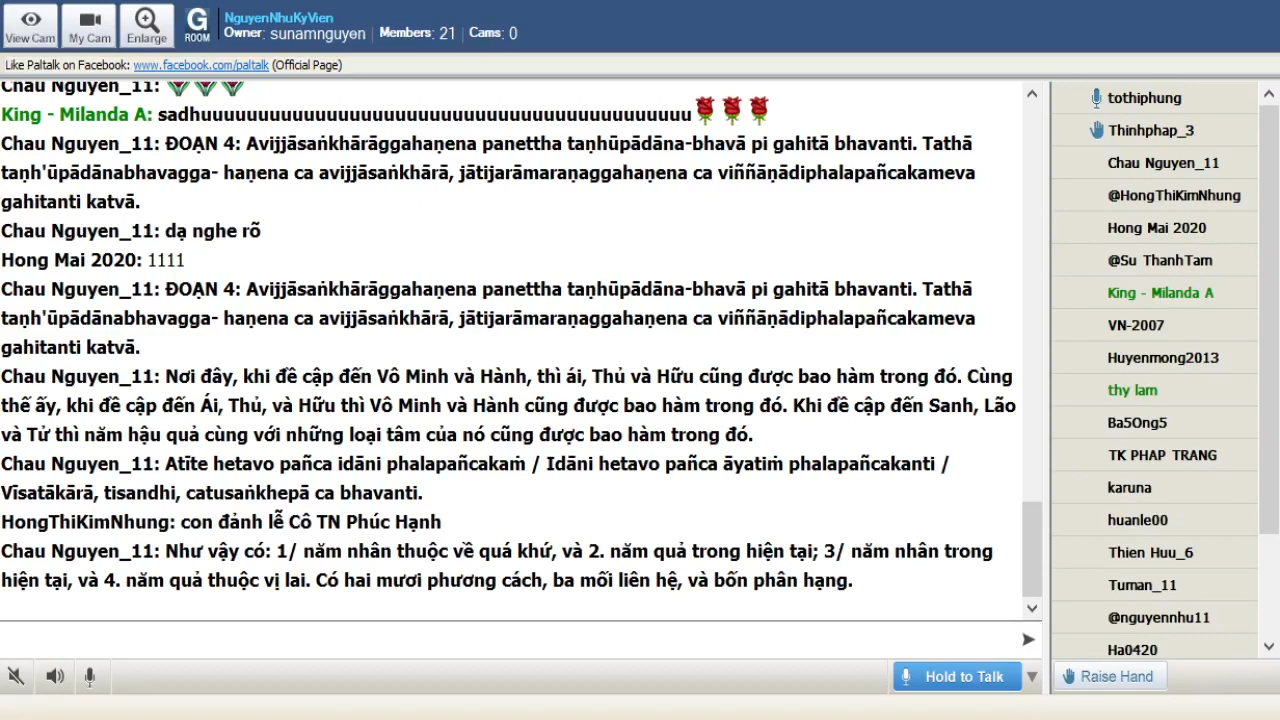 View Cam
My Cam
Enlarge
G
ROOM
NguyenNhuKyVien
Owner: sunamnguyen | Members: 21 | Cams: 0
Like Paltalk on Facebook: www.facebook.com/paltalk (Official Page)
Chau Nguyen_11:
King - Milanda A: sadhuuuuuuuuuuuuuuuuuuuuuuuuuuuuuuuuuuuuuuuuuuu
Chau Nguyen_11: ĐOẠN 4: Avijjāsaṅkhārāggahaṇena panettha taṇhūpādāna-bhavā pi gahitā bhavanti. Tathā
taṇh'ūpādānabhavagga- haṇena ca avijjāsaṅkhārā, jātijarāmaraṇaggahaṇena ca viññāṇādiphalapañcakameva
gahitanti katvā.
Chau Nguyen_11: dạ nghe rõ
Hong Mai 2020: 1111
Chau Nguyen_11: ĐOẠN 4: Avijjāsaṅkhārāggahaṇena panettha taṇhūpādāna-bhavā pi gahitā bhavanti. Tathā
taṇh'ūpādānabhavagga- haṇena ca avijjāsaṅkhārā, jātijarāmaraṇaggahaṇena ca viññāṇādiphalapañcakameva
gahitanti katvā.
Chau Nguyen_11: Nơi đây, khi đề cập đến Vô Minh và Hành, thì ái, Thủ và Hữu cũng được bao hàm trong đó. Cùng
thế ấy, khi đề cập đến Ái, Thủ, và Hữu thì Vô Minh và Hành cũng được bao hàm trong đó. Khi đề cập đến Sanh, Lão
và Tử thì năm hậu quả cùng với những loại tâm của nó cũng được bao hàm trong đó.
Chau Nguyen_11: Atīte hetavo pañca idāni phalapañcakaṁ / Idāni hetavo pañca āyatiṁ phalapañcakanti /
Vīsatākārā, tisandhi, catusaṅkhepā ca bhavanti.
HongThiKimNhung: con đảnh lễ Cô TN Phúc Hạnh
Chau Nguyen_11: Như vậy có: 1/ năm nhân thuộc về quá khứ, và 2. năm quả trong hiện tại; 3/ năm nhân trong
hiện tại, và 4. năm quả thuộc vị lai. Có hai mươi phương cách, ba mối liên hệ, và bốn phân hạng.
Hold to Talk
tothiphung
Thinhphap_3
Chau Nguyen_11
@HongThiKimNhung
Hong Mai 2020
@Su ThanhTam
King - Milanda A
VN-2007
Huyenmong2013
thy lam
Ba5Ong5
TK PHAP TRANG
karuna
huanle00
Thien Huu_6
Tuman_11
@nguyennhu11
Ha0420
Raise Hand